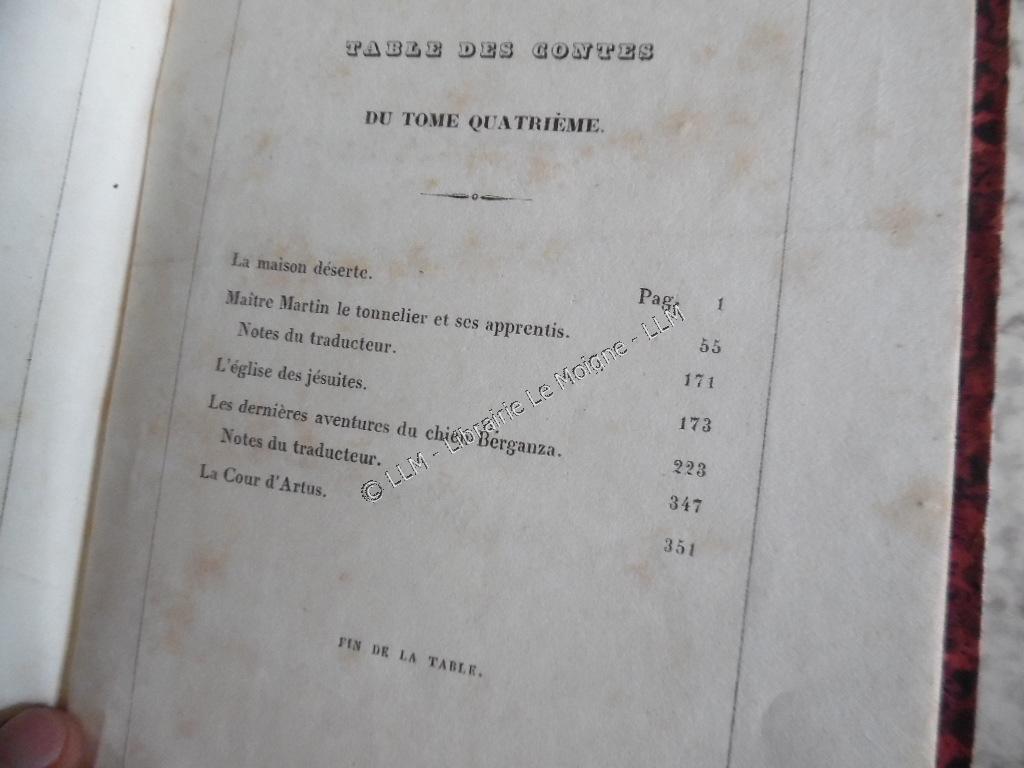 TABLE DES CONTES
DU TOME QUATRIÈME.
La maison déserte. Pag. 1
Maître Martin le tonnelier et ses apprentis. 55
Notes du traducteur. 171
L'église des jésuites. 173
Les dernières aventures du chien Berganza. 223
Notes du traducteur. 347
La Cour d'Artus. 351
FIN DE LA TABLE.
© LLM - Librairie Le Moigne - LLM